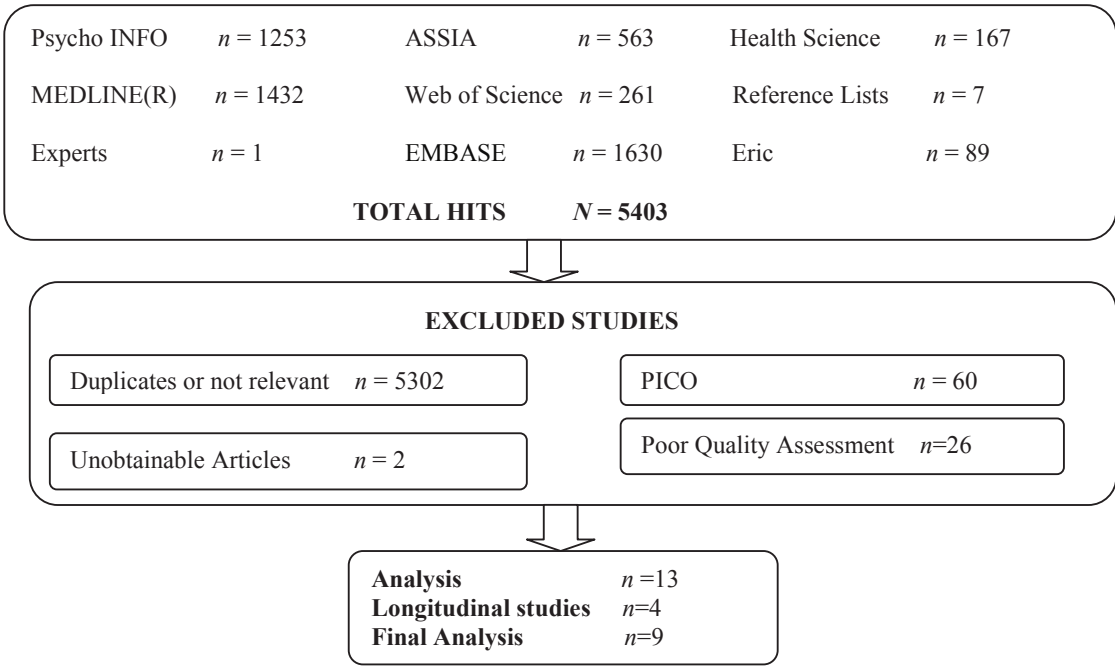 Psycho INFO n = 1253 ASSIA n = 563 Health Science n = 167
MEDLINE(R) n = 1432 Web of Science n = 261 Reference Lists n = 7
Experts n = 1 EMBASE n = 1630 Eric n = 89
TOTAL HITS N = 5403
EXCLUDED STUDIES
Duplicates or not relevant n = 5302 PICO n = 60
Unobtainable Articles n = 2 Poor Quality Assessment n=26
Analysis n =13
Longitudinal studies n=4
Final Analysis n=9